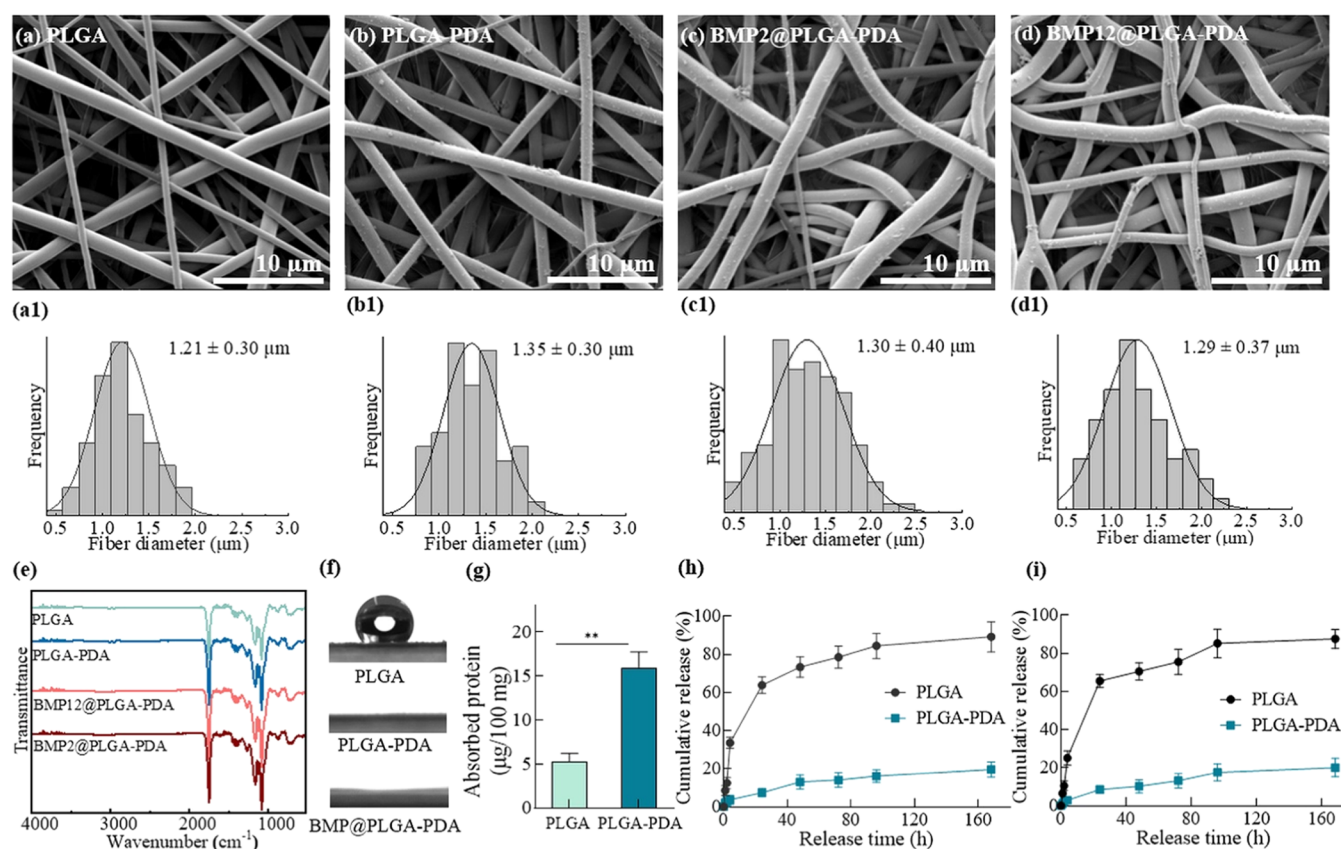 (a) PLGA
10 μm
(b) PLGA-PDA
10 μm
(c) BMP2@PLGA-PDA
10 μm
(d) BMP12@PLGA-PDA
10 μm
(a1)
1.21 ± 0.30 μm
Frequency
0.5 1.0 1.5 2.0 2.5 3.0
Fiber diameter (μm)
(b1)
1.35 ± 0.30 μm
Frequency
0.5 1.0 1.5 2.0 2.5 3.0
Fiber diameter (μm)
(c1)
1.30 ± 0.40 μm
Frequency
0.5 1.0 1.5 2.0 2.5 3.0
Fiber diameter (μm)
(d1)
1.29 ± 0.37 μm
Frequency
0.5 1.0 1.5 2.0 2.5 3.0
Fiber diameter (μm)
(e)
Transmittance
PLGA
PLGA-PDA
BMP12@PLGA-PDA
BMP2@PLGA-PDA
4000 3000 2000 1000
Wavenumber (cm⁻¹)
(f)
PLGA
PLGA-PDA
BMP@PLGA-PDA
(g)
Absorbed protein
(μg/100 mg)
20
15
10
5
0
**
PLGA PLGA-PDA
(h)
Cumulative release (%)
100
80
60
40
20
0
PLGA
PLGA-PDA
0 40 80 120 160
Release time (h)
(i)
Cumulative release (%)
100
80
60
40
20
0
PLGA
PLGA-PDA
0 40 80 120 160
Release time (h)